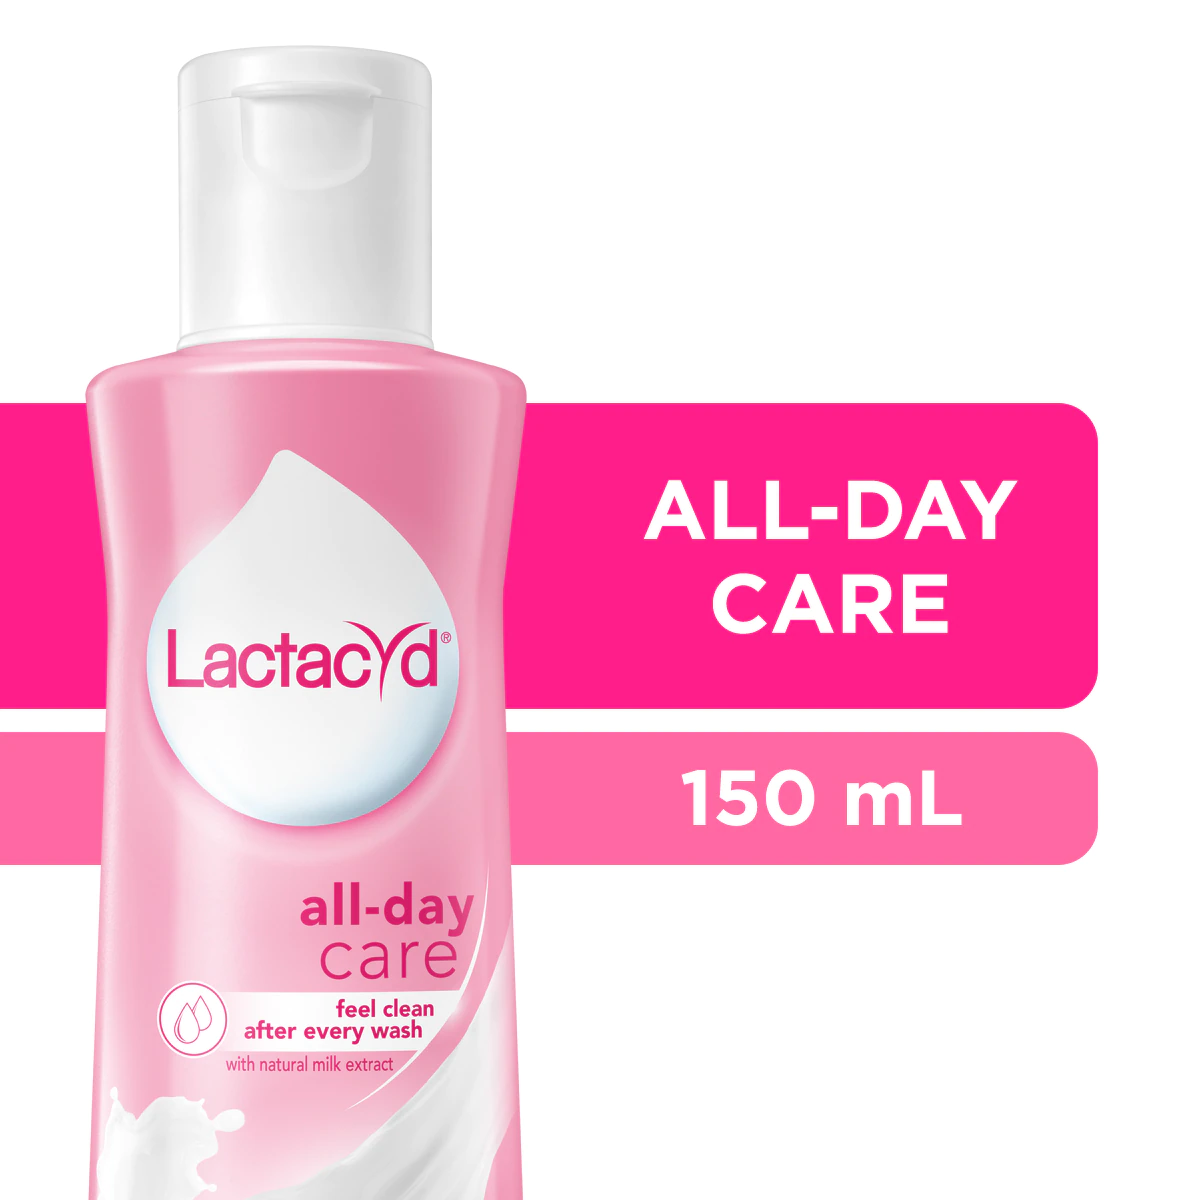 ALL-DAY
CARE
150 mL
Lactacyd®
all-day
care
feel clean
after every wash
with natural milk extract